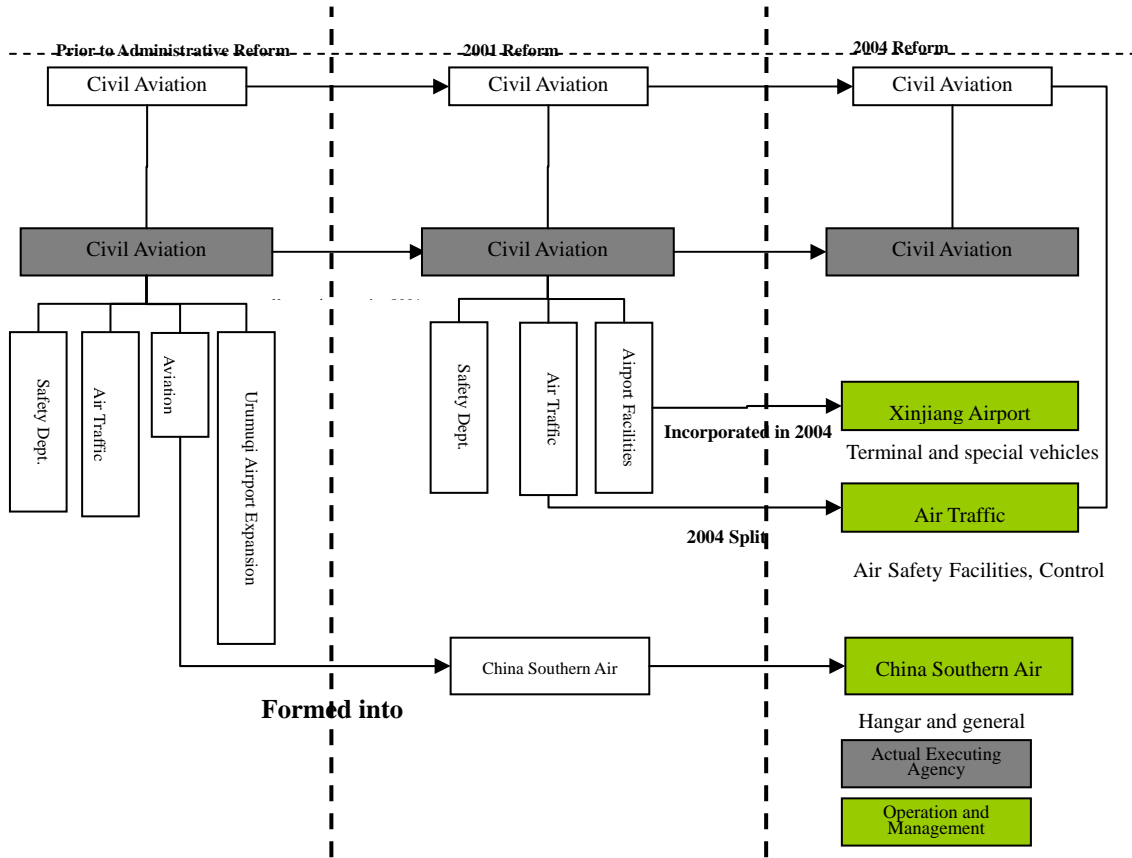 Prior to Administrative Reform
2001 Reform
2004 Reform
Civil Aviation
Civil Aviation
Civil Aviation
Civil Aviation
Civil Aviation
Civil Aviation
Safety Dept.
Air Traffic
Aviation
Urumuqi Airport Expansion
Safety Dept.
Air Traffic
Airport Facilities
Incorporated in 2004
Xinjiang Airport
Terminal and special vehicles
2004 Split
Air Traffic
Air Safety Facilities, Control
China Southern Air
China Southern Air
Formed into
Hangar and general
Actual Executing
Agency
Operation and
Management